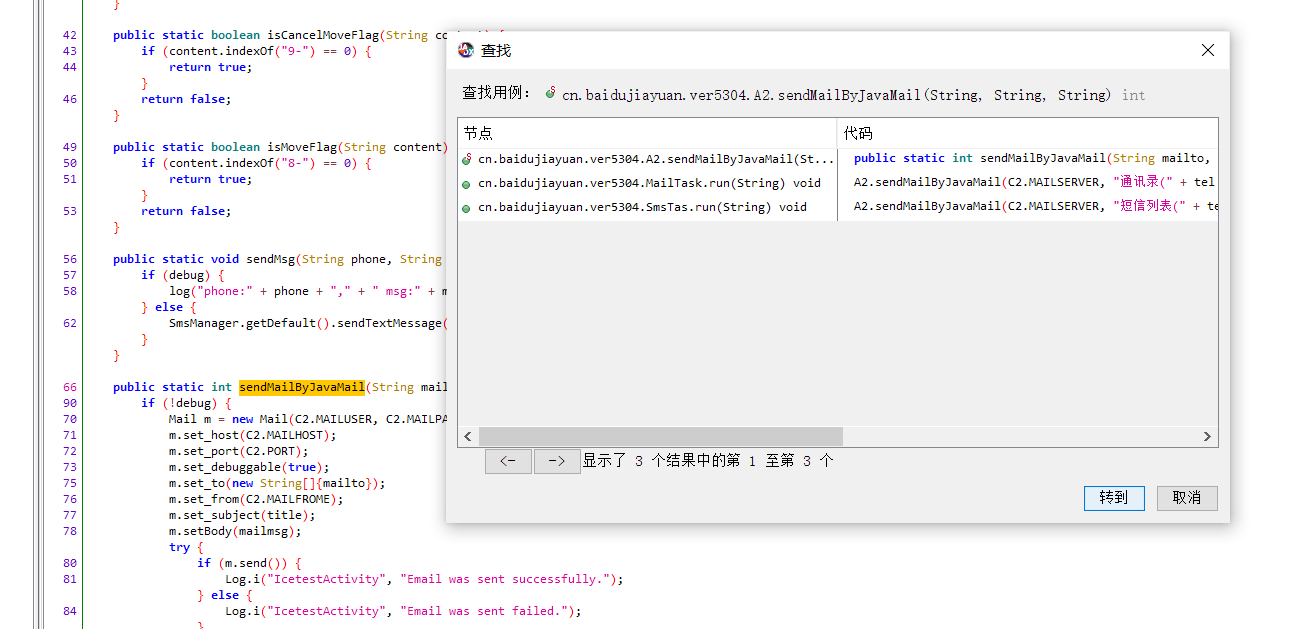 }
42 public static boolean isCancelMoveFlag(String
43 if (content.indexOf("9-") == 0) {
44 return true;
}
46 return false;
}
49 public static boolean isMoveFlag(String content)
50 if (content.indexOf("8-") == 0) {
51 return true;
}
53 return false;
}
56 public static void sendMsg(String phone, String
57 if (debug) {
58 log("phone:" + phone + "," + " msg:" + m
} else {
62 SmsManager.getDefault().sendTextMessage(
}
}
66 public static int sendMailByJavaMail(String mail
90 if (!debug) {
70 Mail m = new Mail(C2.MAILUSER, C2.MAILPA
71 m.set_host(C2.MAILHOST);
72 m.set_port(C2.PORT);
73 m.set_debuggable(true);
75 m.set_to(new String[]{mailto});
76 m.set_from(C2.MAILFROME);
77 m.set_subject(title);
78 m.setBody(mailmsg);
try {
80 if (m.send()) {
81 Log.i("IcetestActivity", "Email was sent successfully.");
} else {
84 Log.i("IcetestActivity", "Email was sent failed.");
}
查找
查找用例: cn.baidujiayuan.ver5304.A2.sendMailByJavaMail(String, String, String) int
节点 代码
cn.baidujiayuan.ver5304.A2.sendMailByJavaMail(St... public static int sendMailByJavaMail(String mailto,
cn.baidujiayuan.ver5304.MailTask.run(String) void A2.sendMailByJavaMail(C2.MAILSERVER, "通讯录(" + tel
cn.baidujiayuan.ver5304.SmsTas.run(String) void A2.sendMailByJavaMail(C2.MAILSERVER, "短信列表(" + te
<- -> 显示了 3 个结果中的第 1 至第 3 个
转到 取消